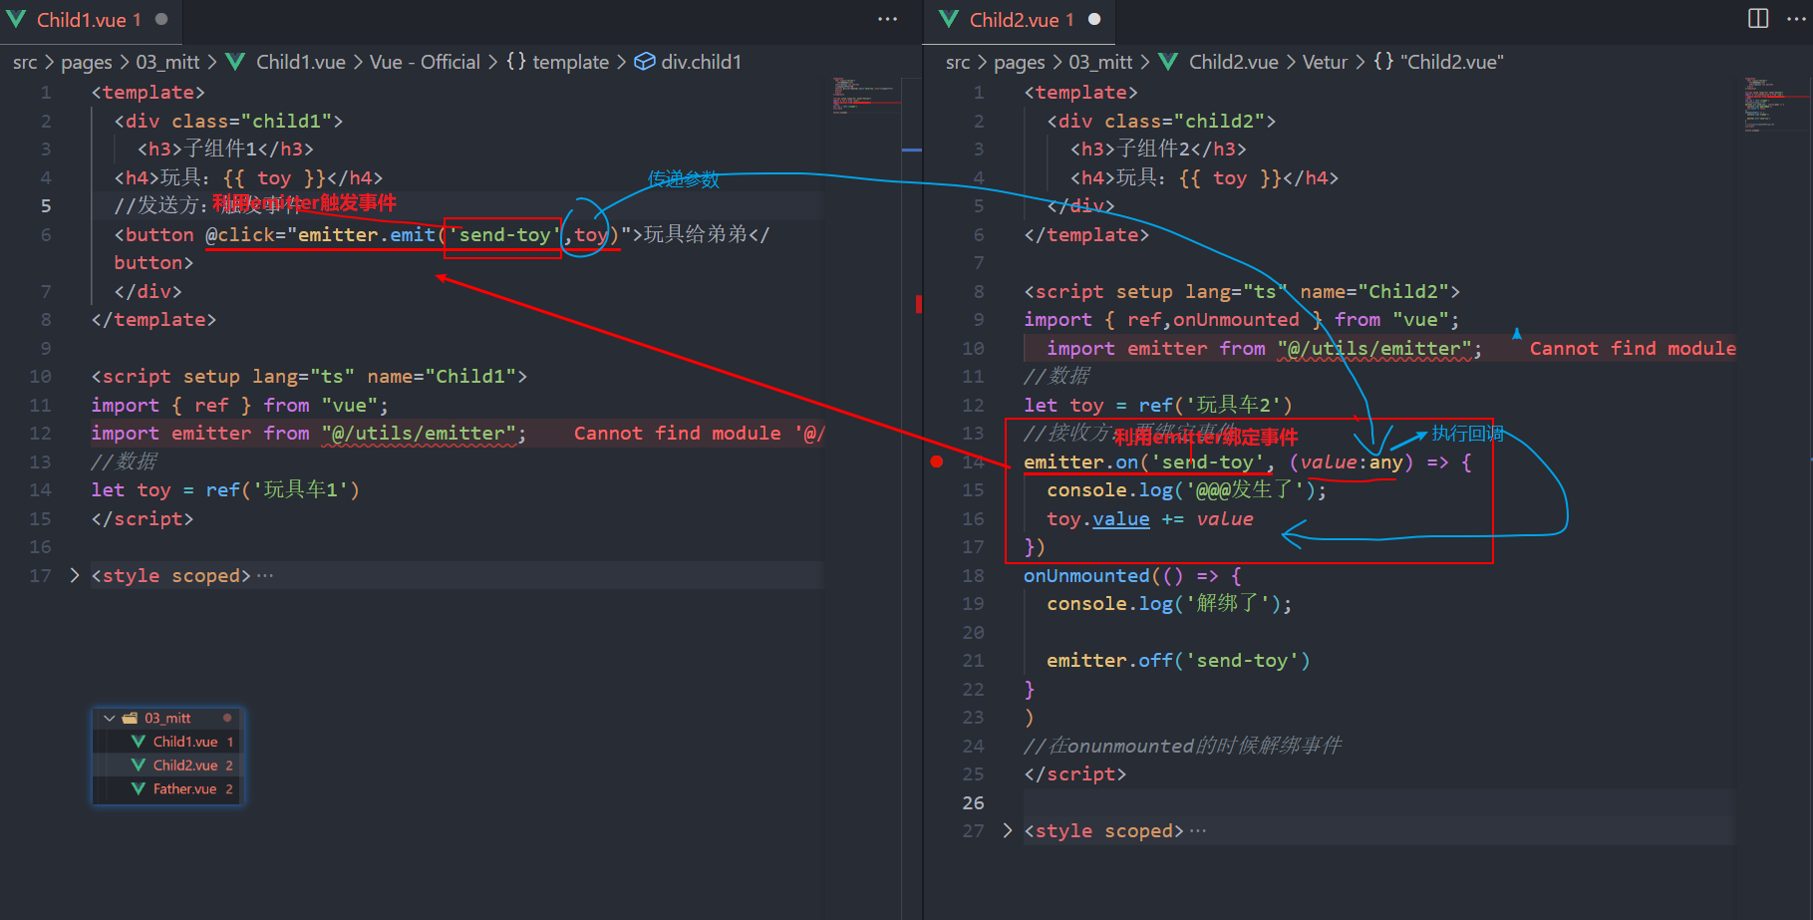 Child1.vue 1
src > pages > 03_mitt > Child1.vue > Vue - Official > {} template > div.child1
1 <template>
2 <div class="child1">
3 <h3>子组件1</h3>
4 <h4>玩具：{{ toy }}</h4>
传递参数
5 //发送方：触发事件
利用emitter触发事件
6 <button @click="emitter.emit('send-toy',toy)">玩具给弟弟</
button>
7 </div>
8 </template>
9
10 <script setup lang="ts" name="Child1">
11 import { ref } from "vue";
12 import emitter from "@/utils/emitter"; Cannot find module '@/
13 //数据
14 let toy = ref('玩具车1')
15 </script>
16
17 > <style scoped>···
03_mitt
Child1.vue 1
Child2.vue 2
Father.vue 2
Child2.vue 1
src > pages > 03_mitt > Child2.vue > Vetur > {} "Child2.vue"
1 <template>
2 <div class="child2">
3 <h3>子组件2</h3>
4 <h4>玩具：{{ toy }}</h4>
5 </div>
6 </template>
7
8 <script setup lang="ts" name="Child2">
9 import { ref,onUnmounted } from "vue";
10 import emitter from "@/utils/emitter"; Cannot find module
11 //数据
12 let toy = ref('玩具车2')
13 //接收方：要绑定事件
利用emitter绑定事件
执行回调
14 emitter.on('send-toy', (value:any) => {
15 console.log('@@@发生了');
16 toy.value += value
17 })
18 onUnmounted(() => {
19 console.log('解绑了');
20
21 emitter.off('send-toy')
22 }
23 )
24 //在onunmounted的时候解绑事件
25 </script>
26
27 > <style scoped>···